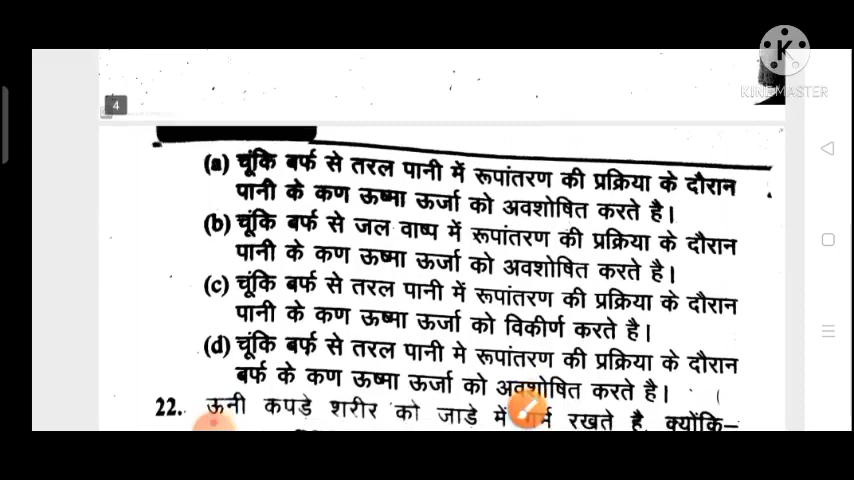 KINEMASTER
4
(a) चूंकि बर्फ से तरल पानी में रूपांतरण की प्रक्रिया के दौरान
पानी के कण ऊष्मा ऊर्जा को अवशोषित करते है।
(b) चूंकि बर्फ से जल वाष्प में रूपांतरण की प्रक्रिया के दौरान
पानी के कण ऊष्मा ऊर्जा को अवशोषित करते है।
(c) चूंकि बर्फ से तरल पानी में रूपांतरण की प्रक्रिया के दौरान
पानी के कण ऊष्मा ऊर्जा को विकीर्ण करते है।
(d) चूंकि बर्फ से तरल पानी मे रूपांतरण की प्रक्रिया के दौरान
बर्फ के कण ऊष्मा ऊर्जा को अवशोषित करते है।
22. ऊनी कपड़े शरीर को जाडे में गर्म रखते है, क्योंकि–